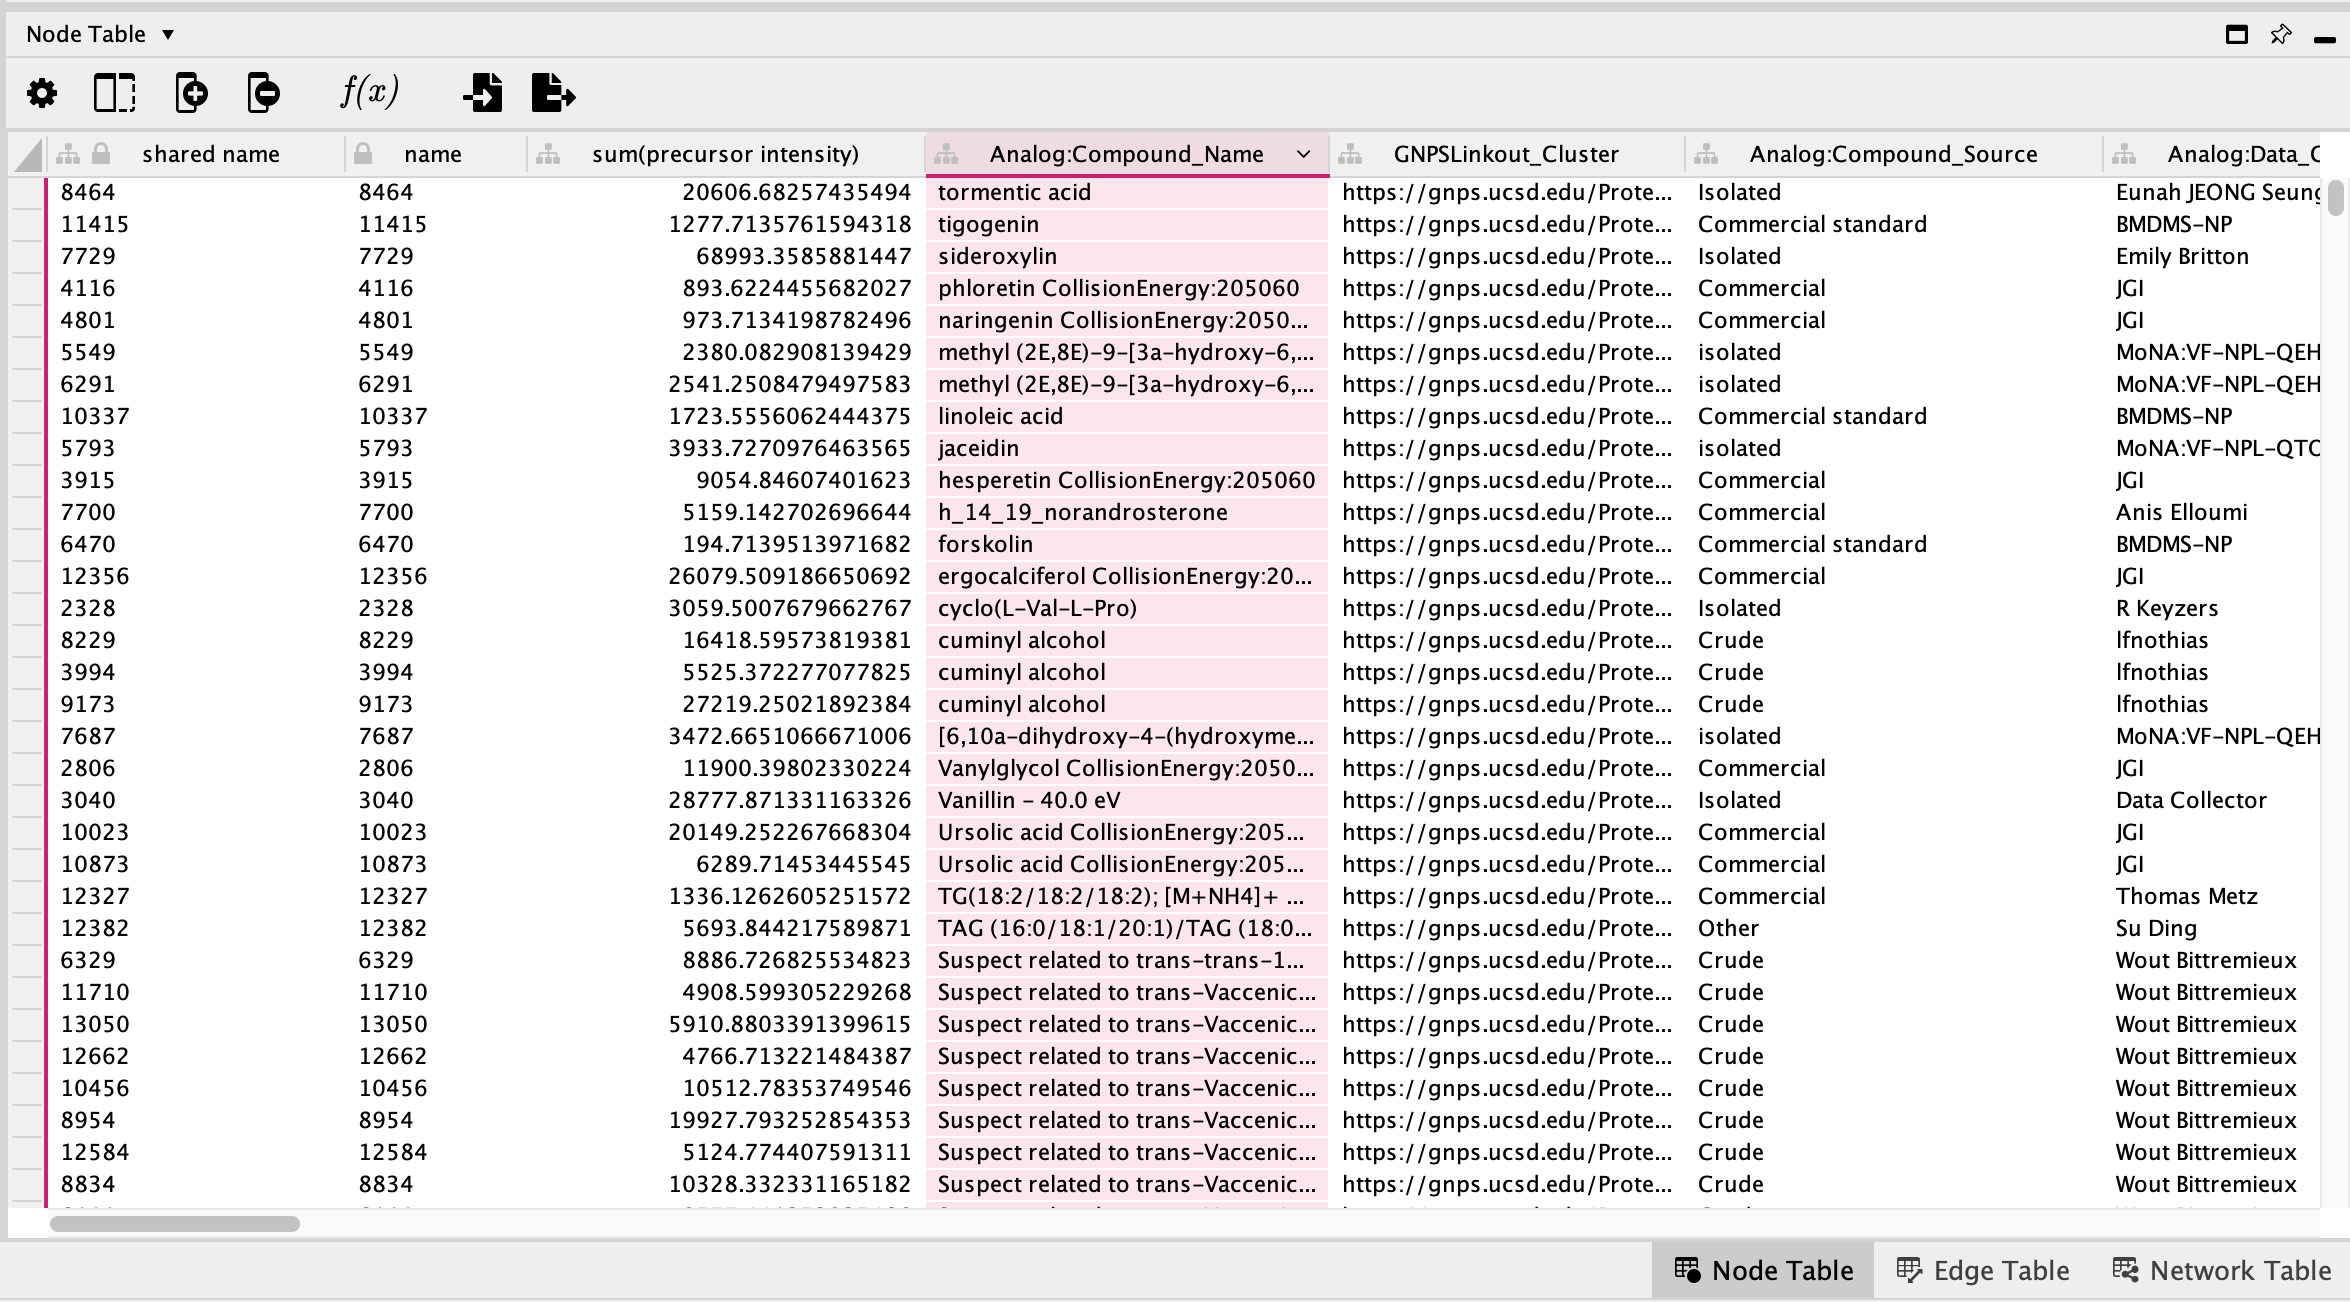 Node Table
f(x)
shared name name sum(precursor intensity) Analog:Compound_Name GNPSLinkout_Cluster Analog:Compound_Source Analog:Data_C
8464 8464 20606.68257435494 tormentic acid https://gnps.ucsd.edu/Prote... Isolated Eunah JEONG Seung
11415 11415 1277.7135761594318 tigogenin https://gnps.ucsd.edu/Prote... Commercial standard BMDMS-NP
7729 7729 68993.3585881447 sideroxylin https://gnps.ucsd.edu/Prote... Isolated Emily Britton
4116 4116 893.6224455682027 phloretin CollisionEnergy:205060 https://gnps.ucsd.edu/Prote... Commercial JGI
4801 4801 973.7134198782496 naringenin CollisionEnergy:2050... https://gnps.ucsd.edu/Prote... Commercial JGI
5549 5549 2380.082908139429 methyl (2E,8E)-9-[3a-hydroxy-6,... https://gnps.ucsd.edu/Prote... isolated MoNA:VF-NPL-QEH
6291 6291 2541.2508479497583 methyl (2E,8E)-9-[3a-hydroxy-6,... https://gnps.ucsd.edu/Prote... isolated MoNA:VF-NPL-QEH
10337 10337 1723.5556062444375 linoleic acid https://gnps.ucsd.edu/Prote... Commercial standard BMDMS-NP
5793 5793 3933.7270976463565 jaceidin https://gnps.ucsd.edu/Prote... isolated MoNA:VF-NPL-QTO
3915 3915 9054.84607401623 hesperetin CollisionEnergy:205060 https://gnps.ucsd.edu/Prote... Commercial JGI
7700 7700 5159.142702696644 h_14_19_norandrosterone https://gnps.ucsd.edu/Prote... Commercial Anis Elloumi
6470 6470 194.7139513971682 forskolin https://gnps.ucsd.edu/Prote... Commercial standard BMDMS-NP
12356 12356 26079.509186650692 ergocalciferol CollisionEnergy:20... https://gnps.ucsd.edu/Prote... Commercial JGI
2328 2328 3059.5007679662767 cyclo(L-Val-L-Pro) https://gnps.ucsd.edu/Prote... Isolated R Keyzers
8229 8229 16418.59573819381 cuminyl alcohol https://gnps.ucsd.edu/Prote... Crude lfnothias
3994 3994 5525.372277077825 cuminyl alcohol https://gnps.ucsd.edu/Prote... Crude lfnothias
9173 9173 27219.25021892384 cuminyl alcohol https://gnps.ucsd.edu/Prote... Crude lfnothias
7687 7687 3472.6651066671006 [6,10a-dihydroxy-4-(hydroxyme... https://gnps.ucsd.edu/Prote... isolated MoNA:VF-NPL-QEH
2806 2806 11900.39802330224 Vanylglycol CollisionEnergy:2050... https://gnps.ucsd.edu/Prote... Commercial JGI
3040 3040 28777.871331163326 Vanillin - 40.0 eV https://gnps.ucsd.edu/Prote... Isolated Data Collector
10023 10023 20149.252267668304 Ursolic acid CollisionEnergy:205... https://gnps.ucsd.edu/Prote... Commercial JGI
10873 10873 6289.71453445545 Ursolic acid CollisionEnergy:205... https://gnps.ucsd.edu/Prote... Commercial JGI
12327 12327 1336.1262605251572 TG(18:2/18:2/18:2); [M+NH4]+ ... https://gnps.ucsd.edu/Prote... Commercial Thomas Metz
12382 12382 5693.844217589871 TAG (16:0/18:1/20:1)/TAG (18:0... https://gnps.ucsd.edu/Prote... Other Su Ding
6329 6329 8886.726825534823 Suspect related to trans-trans-1... https://gnps.ucsd.edu/Prote... Crude Wout Bittremieux
11710 11710 4908.599305229268 Suspect related to trans-Vaccenic... https://gnps.ucsd.edu/Prote... Crude Wout Bittremieux
13050 13050 5910.8803391399615 Suspect related to trans-Vaccenic... https://gnps.ucsd.edu/Prote... Crude Wout Bittremieux
12662 12662 4766.713221484387 Suspect related to trans-Vaccenic... https://gnps.ucsd.edu/Prote... Crude Wout Bittremieux
10456 10456 10512.78353749546 Suspect related to trans-Vaccenic... https://gnps.ucsd.edu/Prote... Crude Wout Bittremieux
8954 8954 19927.793252854353 Suspect related to trans-Vaccenic... https://gnps.ucsd.edu/Prote... Crude Wout Bittremieux
12584 12584 5124.774407591311 Suspect related to trans-Vaccenic... https://gnps.ucsd.edu/Prote... Crude Wout Bittremieux
8834 8834 10328.332331165182 Suspect related to trans-Vaccenic... https://gnps.ucsd.edu/Prote... Crude Wout Bittremieux
Node Table Edge Table Network Table